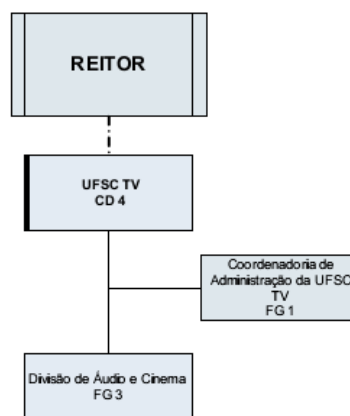 REITOR
UFSC TV
CD 4
Coordenadoria de
Administração da UFSC
TV
FG 1
Divisão de Áudio e Cinema
FG 3